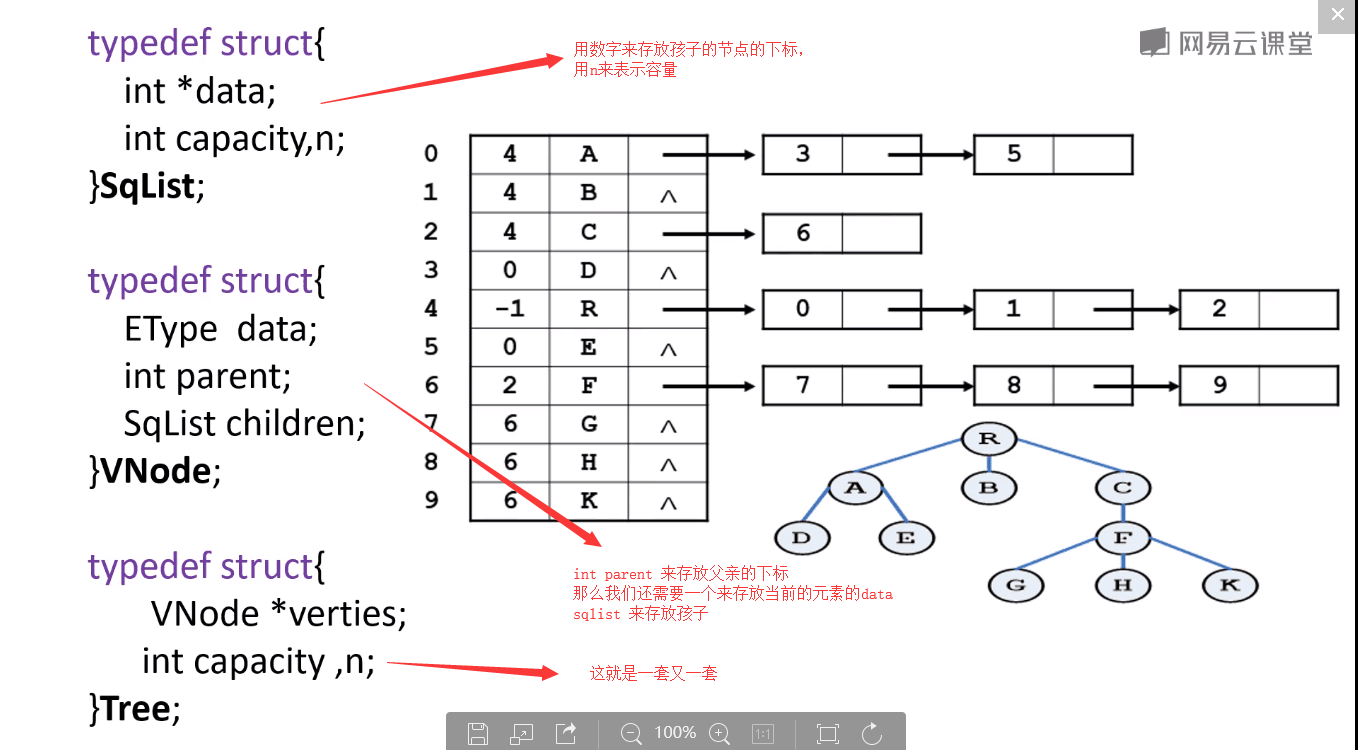 typedef struct{
int *data;
int capacity,n;
}SqList;
typedef struct{
EType data;
int parent;
SqList children;
}VNode;
typedef struct{
VNode *verties;
int capacity ,n;
}Tree;
用数字来存放孩子的节点的下标，
用n来表示容量
网易云课堂
0 4 A 3 5
1 4 B ^
2 4 C 6
3 0 D ^
4 -1 R 0 1 2
5 0 E ^
6 2 F 7 8 9
7 6 G ^
8 6 H ^
9 6 K ^
R
A B C
D E F
G H K
int parent 来存放父亲的下标
那么我们还需要一个来存放当前的元素的data
sqlist 来存放孩子
这就是一套又一套
100%
1:1